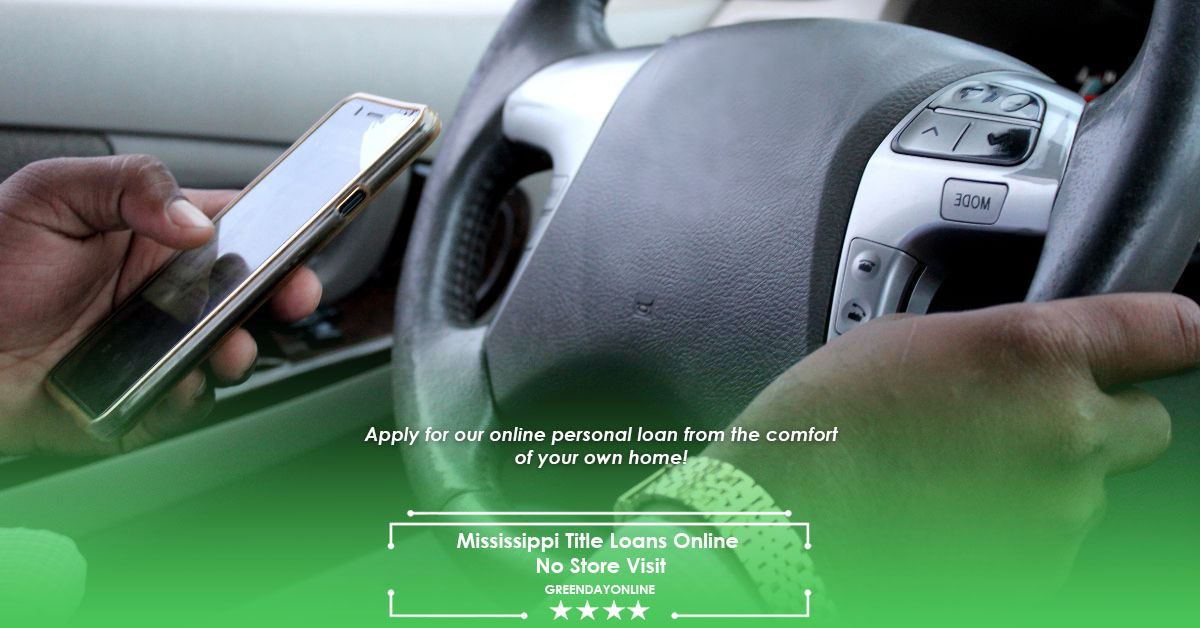 MODE
Apply for our online personal loan from the comfort
of your own home!
Mississippi Title Loans Online
No Store Visit
GREENDAYONLINE